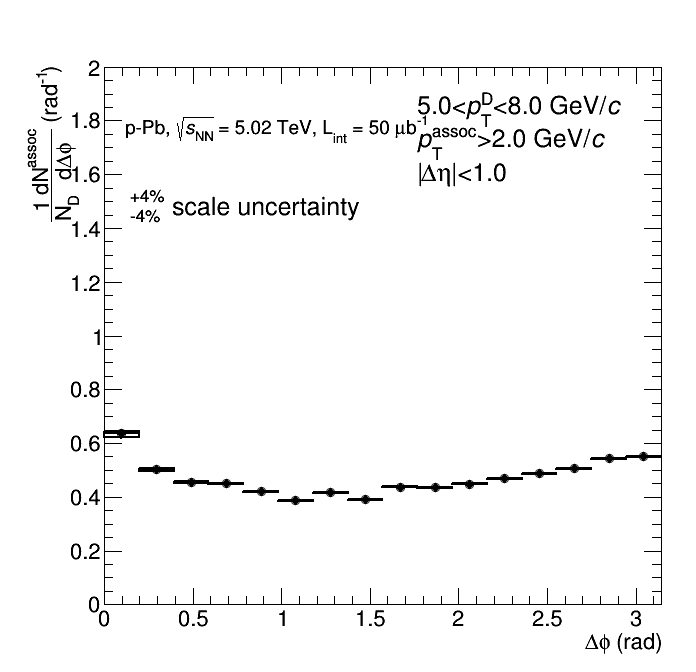 2
1.8
1.6
1.4
1.2
1
0.8
0.6
0.4
0.2
0
0 0.5 1 1.5 2 2.5 3
Δϕ (rad)
1 dN^assoc / N_D dΔϕ (rad⁻¹)
p-Pb, √s_NN = 5.02 TeV, L_int = 50 μb⁻¹
5.0<p_T^D<8.0 GeV/c
p_T^assoc>2.0 GeV/c
|Δη|<1.0
+4%
-4% scale uncertainty